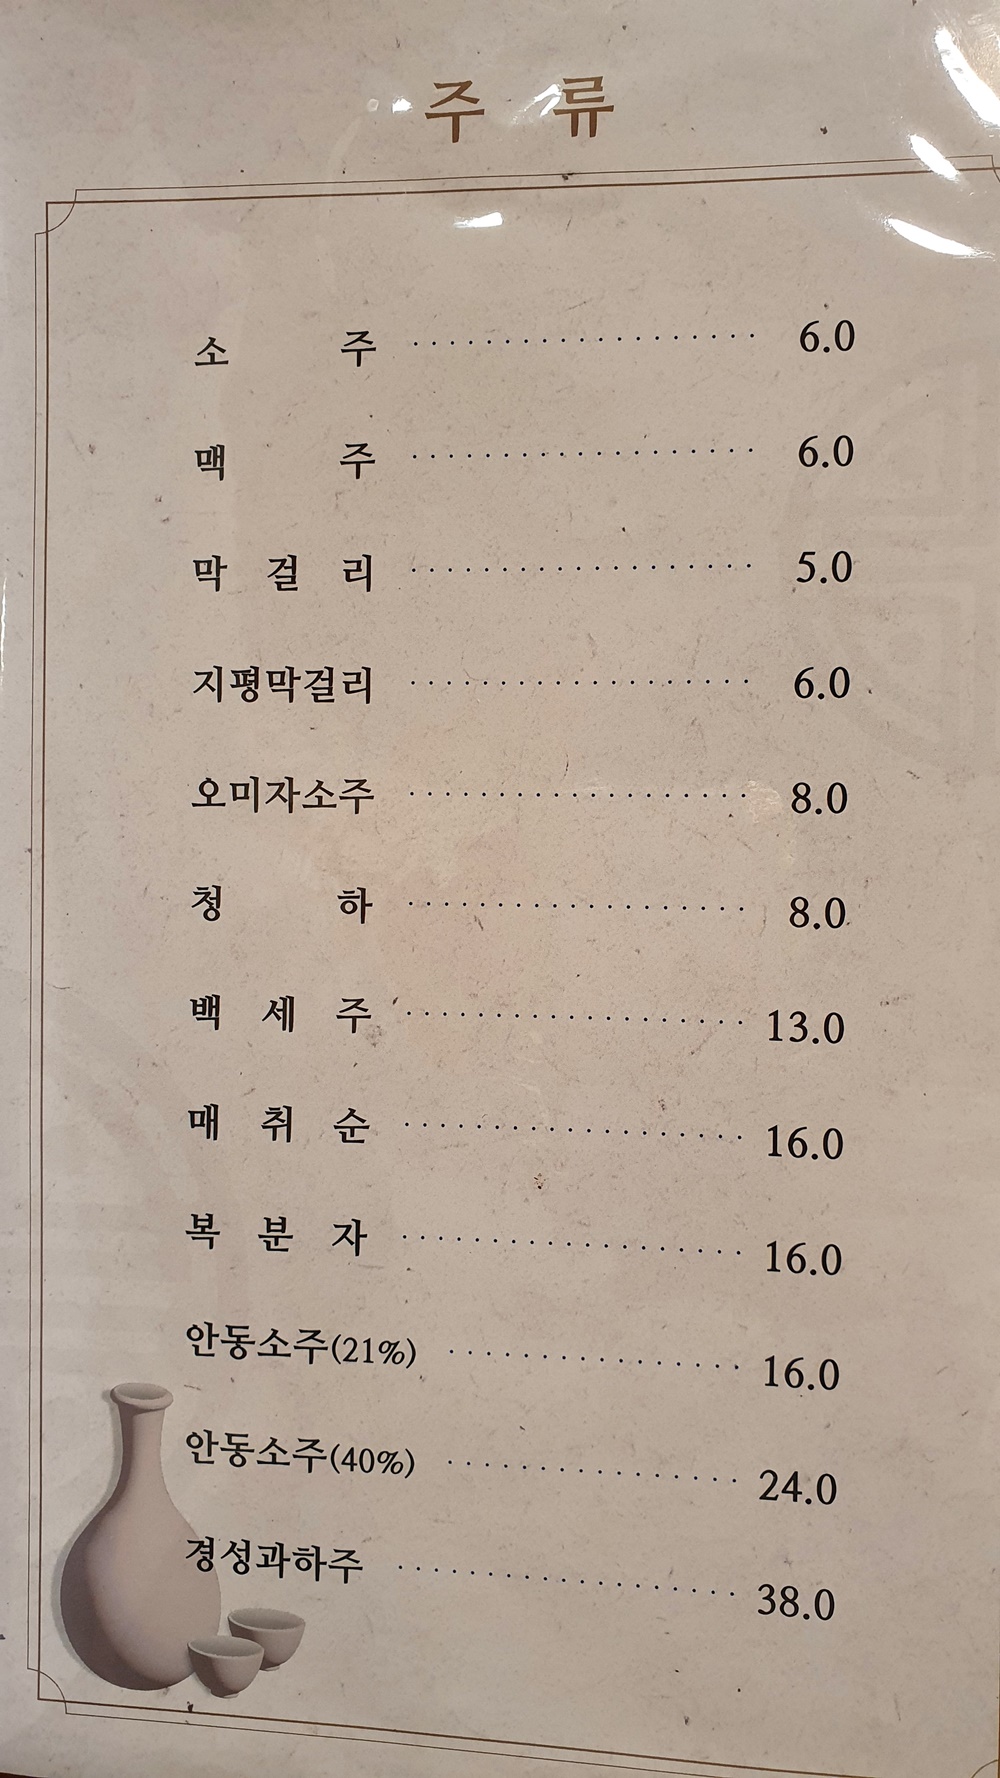 주 류
소 주 ··················· 6.0
맥 주 ··················· 6.0
막 걸 리 ··················· 5.0
지평막걸리 ··················· 6.0
오미자소주 ··················· 8.0
청 하 ··················· 8.0
백 세 주 ··················· 13.0
매 취 순 ··················· 16.0
복 분 자 ··················· 16.0
안동소주(21%) ················· 16.0
안동소주(40%) ················· 24.0
경성과하주 ··················· 38.0